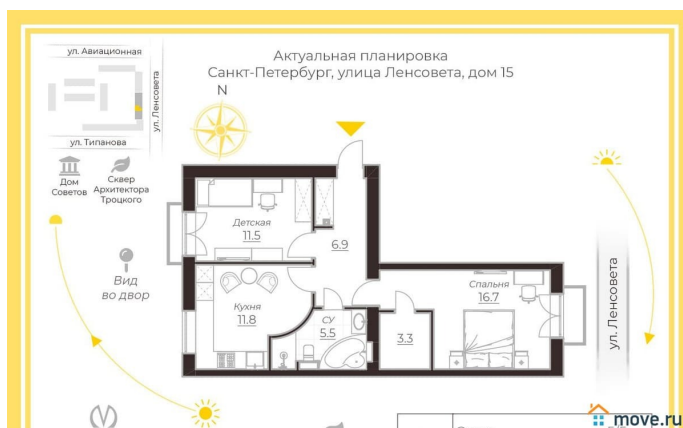 Актуальная планировка
Санкт-Петербург, улица Ленсовета, дом 15
ул. Авиационная
ул. Ленсовета
ул. Типанова
Дом
Советов
Сквер
Архитектора
Троцкого
N
Вид
во двор
Детская
11.5
6.9
Кухня
11.8
СУ
5.5
3.3
Спальня
16.7
ул. Ленсовета
move.ru